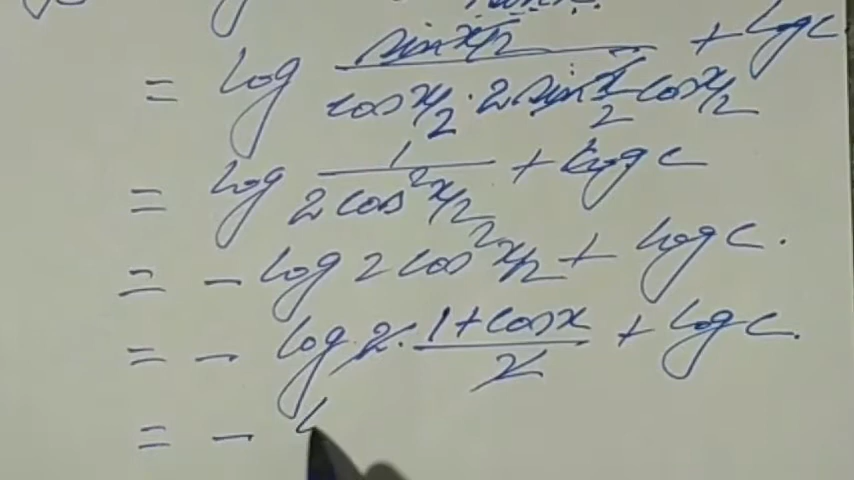 = log sin x/2 / cos x/2 · 2 sin x/2 cos x/2 + log c
= log 1 / 2 cos² x/2 + log c
= - log 2 cos² x/2 + log c.
= - log 2 · 1 + cos x / 2 + log c.
= -